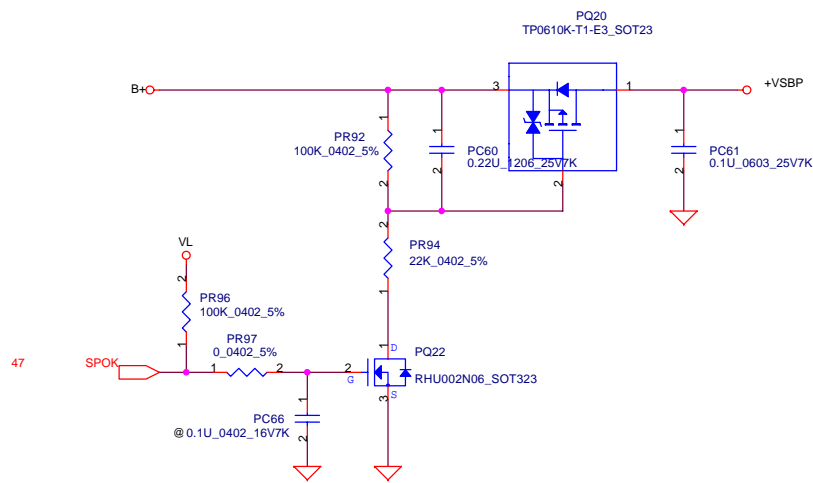 PQ20
TP0610K-T1-E3_SOT23
B+
3
1
+VSBP
1
PR92
100K_0402_5%
2
1
PC60
0.22U_1206_25V7K
2
2
1
PC61
0.1U_0603_25V7K
2
2
PR94
22K_0402_5%
1
VL
2
PR96
100K_0402_5%
1
PR97
0_0402_5%
47
SPOK
1
2
2
G
1
D
PQ22
RHU002N06_SOT323
S
3
1
PC66
@0.1U_0402_16V7K
2